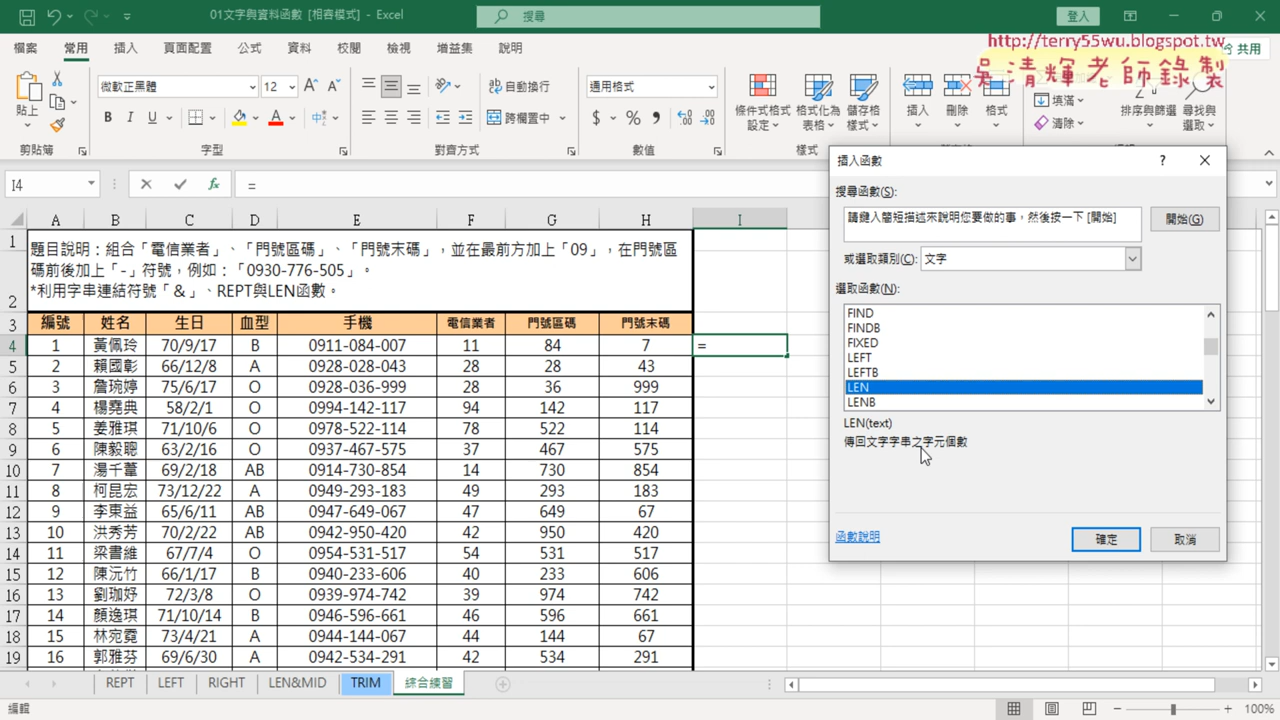 01文字與資料函數 [相容模式] - Excel
搜尋
登入
http://terry55wu.blogspot.tw
吳清輝老師錄製
檔案 常用 插入 頁面配置 公式 資料 校閱 檢視 增益集 說明
共用
貼上
微軟正黑體 12
自動換行
通用格式
B I U
跨欄置中
條件式格式設定
格式化為表格
儲存格樣式
插入 刪除 格式
填滿
清除
排序與篩選
尋找與選取
剪貼簿 字型 對齊方式 數值 樣式
I4
=
A B C D E F G H I
題目說明：組合「電信業者」、「門號區碼」、「門號末碼」，並在最前方加上「09」，在門號區
碼前後加上「-」符號，例如：「0930-776-505」。
*利用字串連結符號「＆」、REPT與LEN函數。
1
2
3 編號 姓名 生日 血型 手機 電信業者 門號區碼 門號末碼
4 1 黃佩玲 70/9/17 B 0911-084-007 11 84 7 =
5 2 賴國彰 66/12/8 A 0928-028-043 28 28 43
6 3 詹琬婷 75/6/17 O 0928-036-999 28 36 999
7 4 楊堯典 58/2/1 O 0994-142-117 94 142 117
8 5 姜雅琪 71/10/6 O 0978-522-114 78 522 114
9 6 陳毅聰 63/2/16 O 0937-467-575 37 467 575
10 7 湯千葦 69/2/18 AB 0914-730-854 14 730 854
11 8 柯昆宏 73/12/22 A 0949-293-183 49 293 183
12 9 李東益 65/6/11 AB 0947-649-067 47 649 67
13 10 洪秀芳 70/2/22 AB 0942-950-420 42 950 420
14 11 梁書維 67/7/4 O 0954-531-517 54 531 517
15 12 陳沅竹 66/1/17 B 0940-233-606 40 233 606
16 13 劉珈妤 72/3/8 O 0939-974-742 39 974 742
17 14 顏逸琪 71/10/14 B 0946-596-661 46 596 661
18 15 林宛霓 73/4/21 A 0944-144-067 44 144 67
19 16 郭雅芬 69/6/30 A 0942-534-291 42 534 291
插入函數
搜尋函數(S):
請鍵入簡短描述來說明您要做的事，然後按一下 [開始]
開始(G)
或選取類別(C): 文字
選取函數(N):
FIND
FINDB
FIXED
LEFT
LEFTB
LEN
LENB
LEN(text)
傳回文字字串之字元個數
函數說明
確定
取消
REPT LEFT RIGHT LEN&MID TRIM 綜合練習
編輯
100%